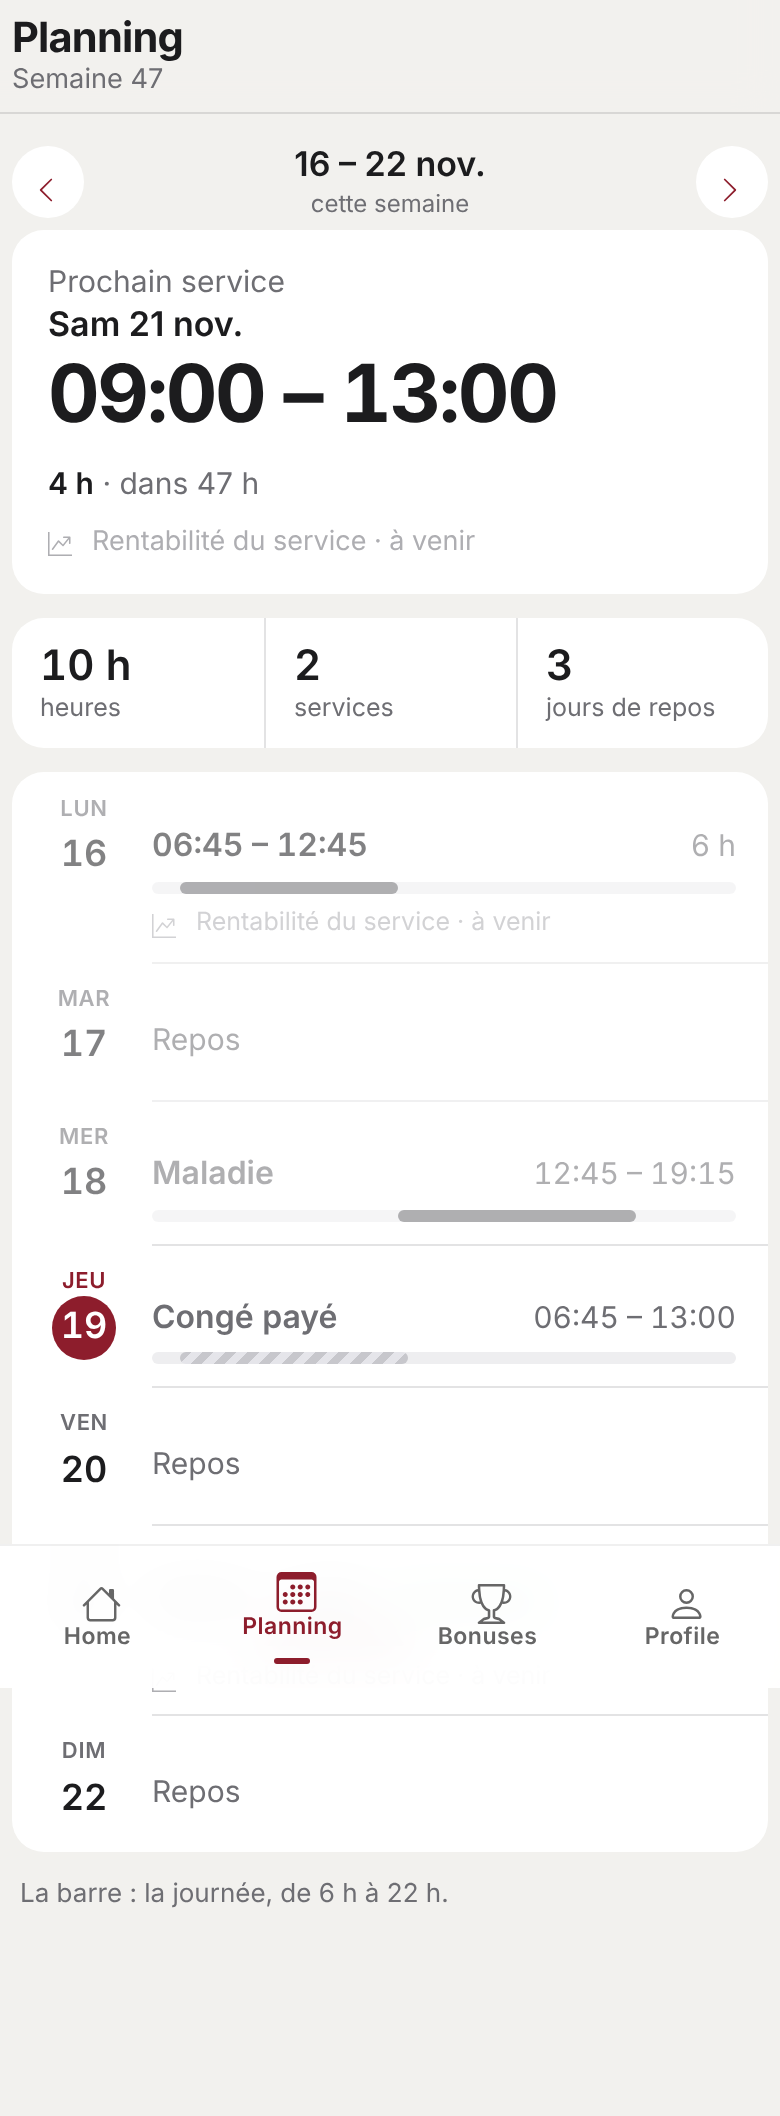 Planning
Semaine 47
16 – 22 nov.
cette semaine
Prochain service
Sam 21 nov.
09:00 – 13:00
4 h · dans 47 h
Rentabilité du service · à venir
10 h
heures
2
services
3
jours de repos
LUN
16
06:45 – 12:45
6 h
Rentabilité du service · à venir
MAR
17
Repos
MER
18
Maladie
12:45 – 19:15
JEU
19
Congé payé
06:45 – 13:00
VEN
20
Repos
Home
Planning
Bonuses
Profile
DIM
22
Repos
La barre : la journée, de 6 h à 22 h.